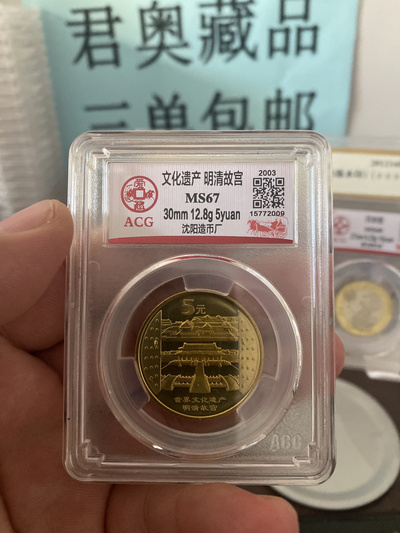 君奥藏品
三单包邮
文化遗产 明清故宫
2003
MS67
30mm 12.8g 5yuan
15772009
沈阳造币厂
ACG
5元
世界文化遗产
明清故宫
ACG